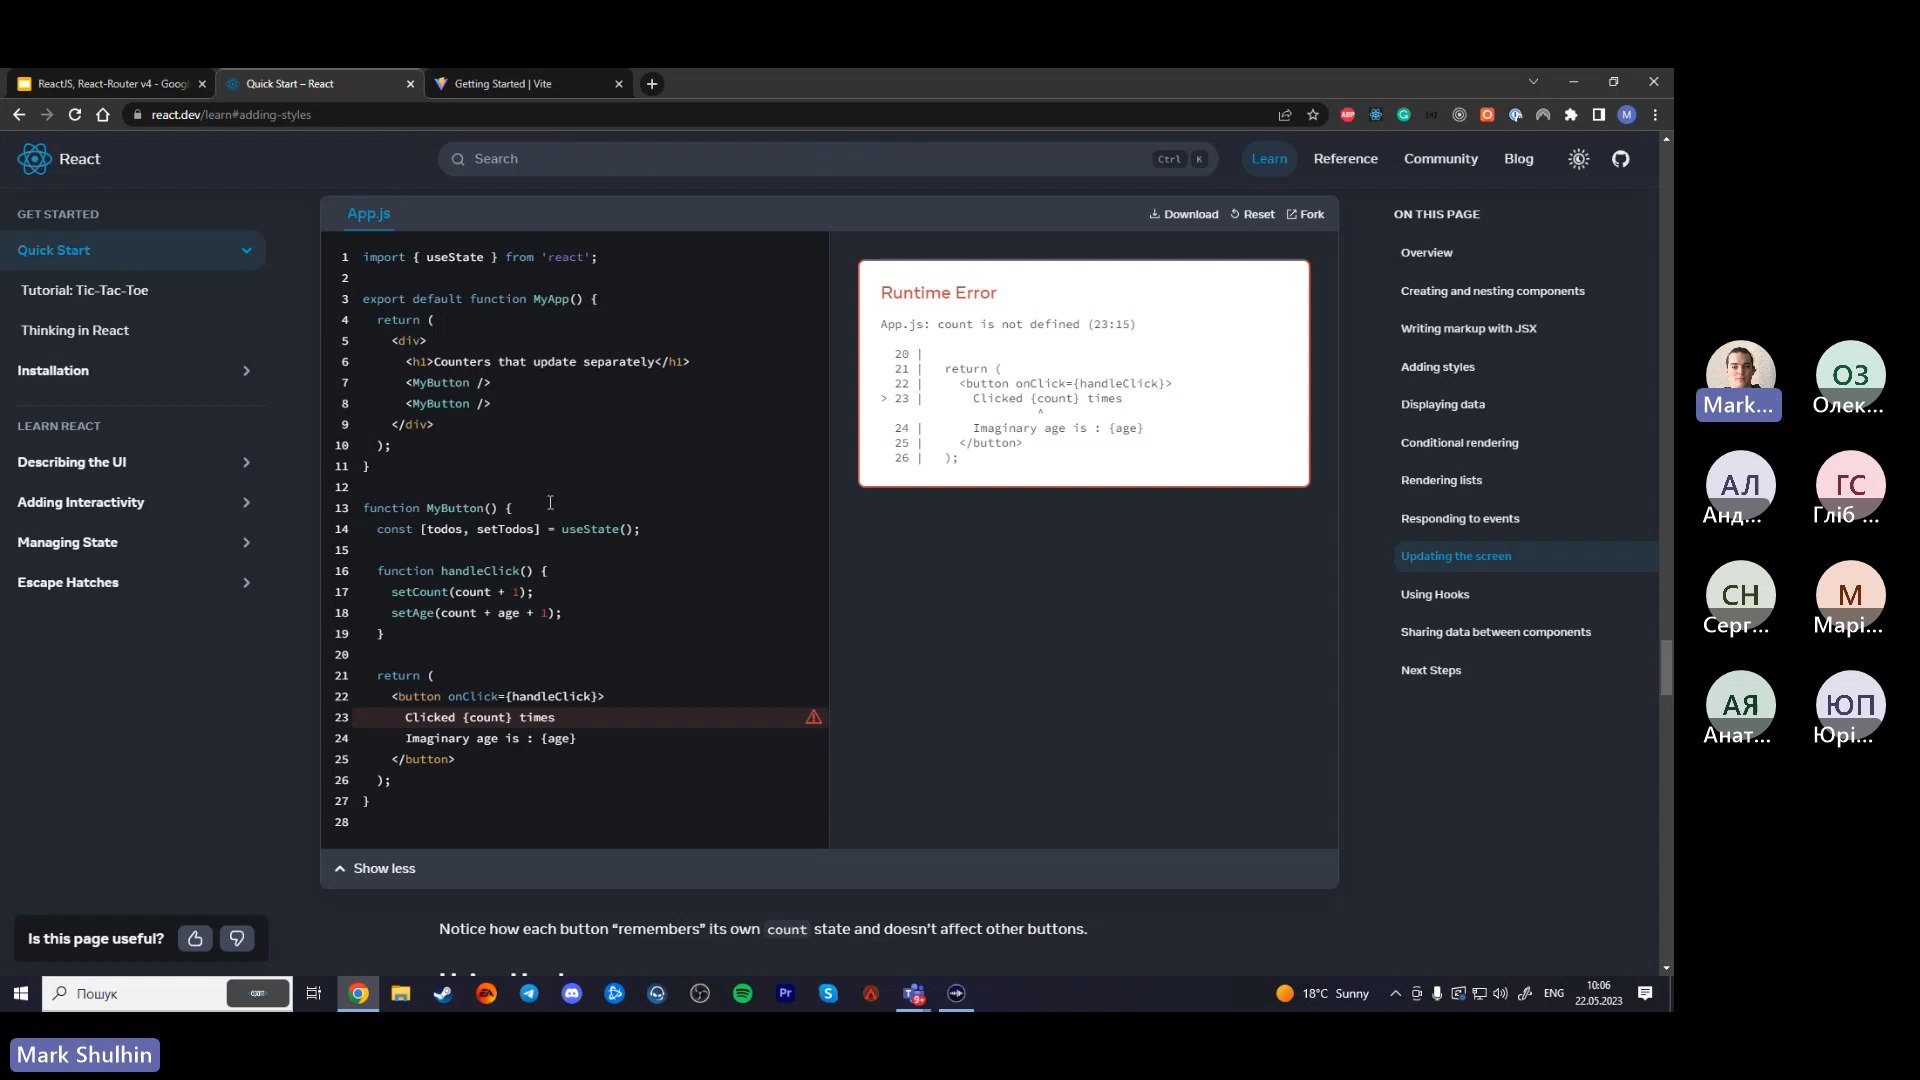 ReactJS, React-Router v4 - Goog
Quick Start – React
Getting Started | Vite
react.dev/learn#adding-styles
ABP
M
React
Search
Ctrl K
Learn
Reference
Community
Blog
GET STARTED
Quick Start
Tutorial: Tic-Tac-Toe
Thinking in React
Installation
LEARN REACT
Describing the UI
Adding Interactivity
Managing State
Escape Hatches
Is this page useful?
App.js
Download
Reset
Fork
1 import { useState } from 'react';
2
3 export default function MyApp() {
4 return (
5 <div>
6 <h1>Counters that update separately</h1>
7 <MyButton />
8 <MyButton />
9 </div>
10 );
11 }
12
13 function MyButton() {
14 const [todos, setTodos] = useState();
15
16 function handleClick() {
17 setCount(count + 1);
18 setAge(count + age + 1);
19 }
20
21 return (
22 <button onClick={handleClick}>
23 Clicked {count} times
24 Imaginary age is : {age}
25 </button>
26 );
27 }
28
Show less
Runtime Error
App.js: count is not defined (23:15)
20 |
21 | return (
22 | <button onClick={handleClick}>
> 23 | Clicked {count} times
^
24 | Imaginary age is : {age}
25 | </button>
26 | );
Notice how each button “remembers” its own count state and doesn’t affect other buttons.
ON THIS PAGE
Overview
Creating and nesting components
Writing markup with JSX
Adding styles
Displaying data
Conditional rendering
Rendering lists
Responding to events
Updating the screen
Using Hooks
Sharing data between components
Next Steps
Mark...
ОЗ
Олек...
АЛ
Анд...
ГС
Гліб ...
СН
Серг...
М
Марі...
АЯ
Анат...
ЮП
Юрі...
Пошук
EA
Pr
9+
18°C Sunny
ENG
10:06
22.05.2023
Mark Shulhin